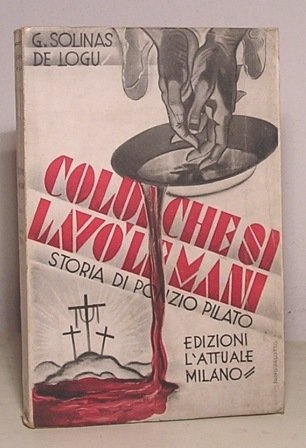 G. SOLINAS
DE LOGU
COLUI CHE SI
LAVÒ LE MANI
STORIA DI PONZIO PILATO
EDIZIONI
L'ATTUALE
MILANO